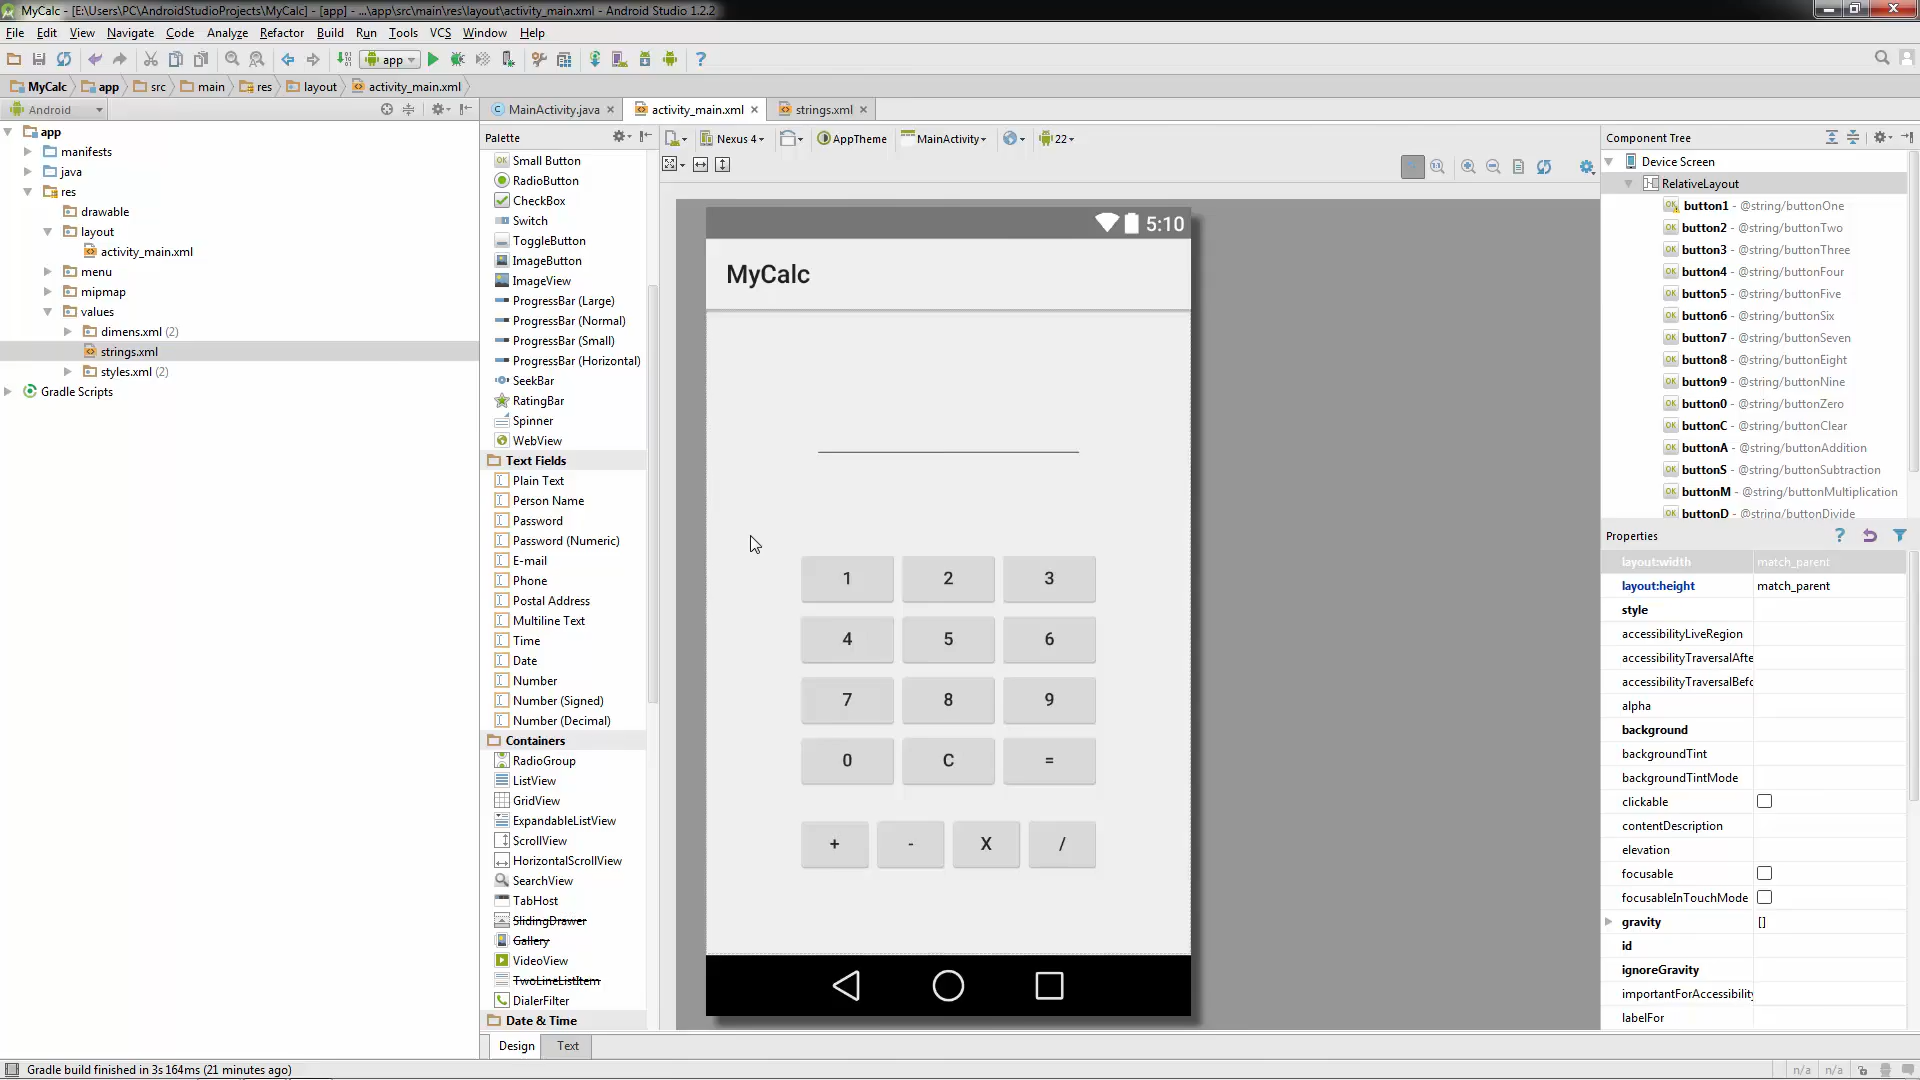 MyCalc - [E:\Users\PC\AndroidStudioProjects\MyCalc] - [app] - ...\app\src\main\res\layout\activity_main.xml - Android Studio 1.2.2
File Edit View Navigate Code Analyze Refactor Build Run Tools VCS Window Help
app
MyCalc app src main res layout activity_main.xml
Android
MainActivity.java activity_main.xml strings.xml
app
manifests
java
res
drawable
layout
activity_main.xml
menu
mipmap
values
dimens.xml (2)
strings.xml
styles.xml (2)
Gradle Scripts
Palette
Small Button
RadioButton
CheckBox
Switch
ToggleButton
ImageButton
ImageView
ProgressBar (Large)
ProgressBar (Normal)
ProgressBar (Small)
ProgressBar (Horizontal)
SeekBar
RatingBar
Spinner
WebView
Text Fields
Plain Text
Person Name
Password
Password (Numeric)
E-mail
Phone
Postal Address
Multiline Text
Time
Date
Number
Number (Signed)
Number (Decimal)
Containers
RadioGroup
ListView
GridView
ExpandableListView
ScrollView
HorizontalScrollView
SearchView
TabHost
SlidingDrawer
Gallery
VideoView
TwoLineListItem
DialerFilter
Date & Time
Nexus 4 AppTheme MainActivity 22
5:10
MyCalc
1 2 3
4 5 6
7 8 9
0 C =
+ - X /
Design Text
Component Tree
Device Screen
RelativeLayout
button1 - @string/buttonOne
button2 - @string/buttonTwo
button3 - @string/buttonThree
button4 - @string/buttonFour
button5 - @string/buttonFive
button6 - @string/buttonSix
button7 - @string/buttonSeven
button8 - @string/buttonEight
button9 - @string/buttonNine
button0 - @string/buttonZero
buttonC - @string/buttonClear
buttonA - @string/buttonAddition
buttonS - @string/buttonSubtraction
buttonM - @string/buttonMultiplication
buttonD - @string/buttonDivide
Properties
layout:width match_parent
layout:height match_parent
style
accessibilityLiveRegion
accessibilityTraversalAfte
accessibilityTraversalBefo
alpha
background
backgroundTint
backgroundTintMode
clickable
contentDescription
elevation
focusable
focusableInTouchMode
gravity []
id
ignoreGravity
importantForAccessibility
labelFor
Gradle build finished in 3s 164ms (21 minutes ago)
n/a n/a